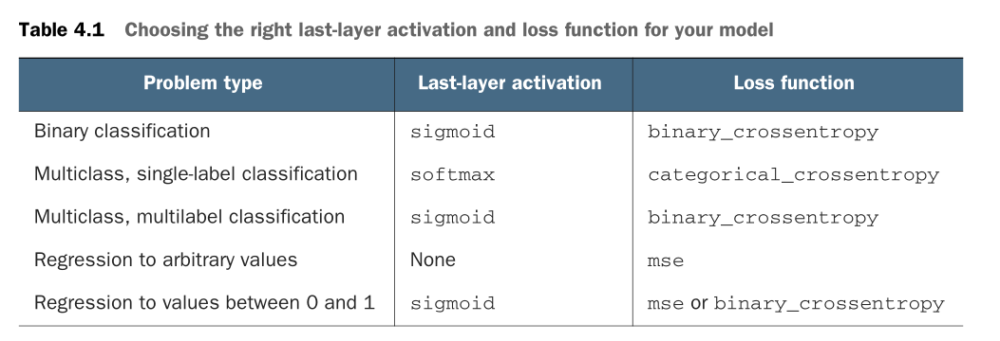 Table 4.1 Choosing the right last-layer activation and loss function for your model
Problem type Last-layer activation Loss function
Binary classification sigmoid binary_crossentropy
Multiclass, single-label classification softmax categorical_crossentropy
Multiclass, multilabel classification sigmoid binary_crossentropy
Regression to arbitrary values None mse
Regression to values between 0 and 1 sigmoid mse or binary_crossentropy